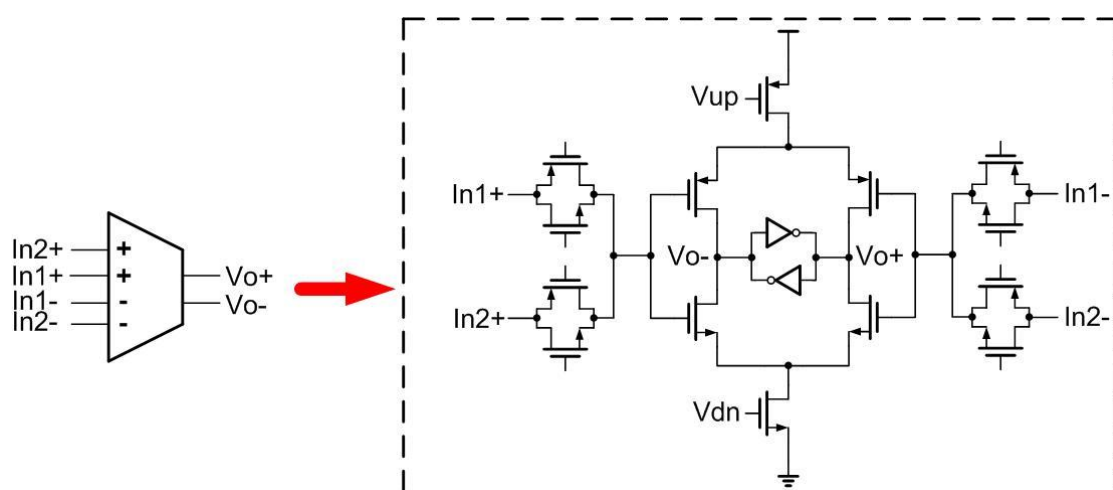 In2+
In1+
In1-
In2-
+
+
-
-
Vo+
Vo-
Vup
In1+
In2+
Vo-
Vo+
In1-
In2-
Vdn